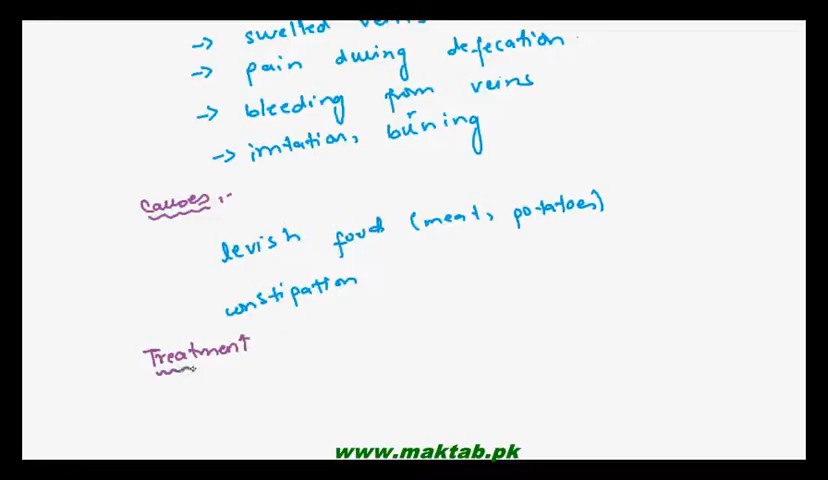 -> swelled veins
-> pain during defecation
-> bleeding from veins
-> irritation, burning
Causes :-
levish food (meat, potatoes)
constipation
Treatment
www.maktab.pk